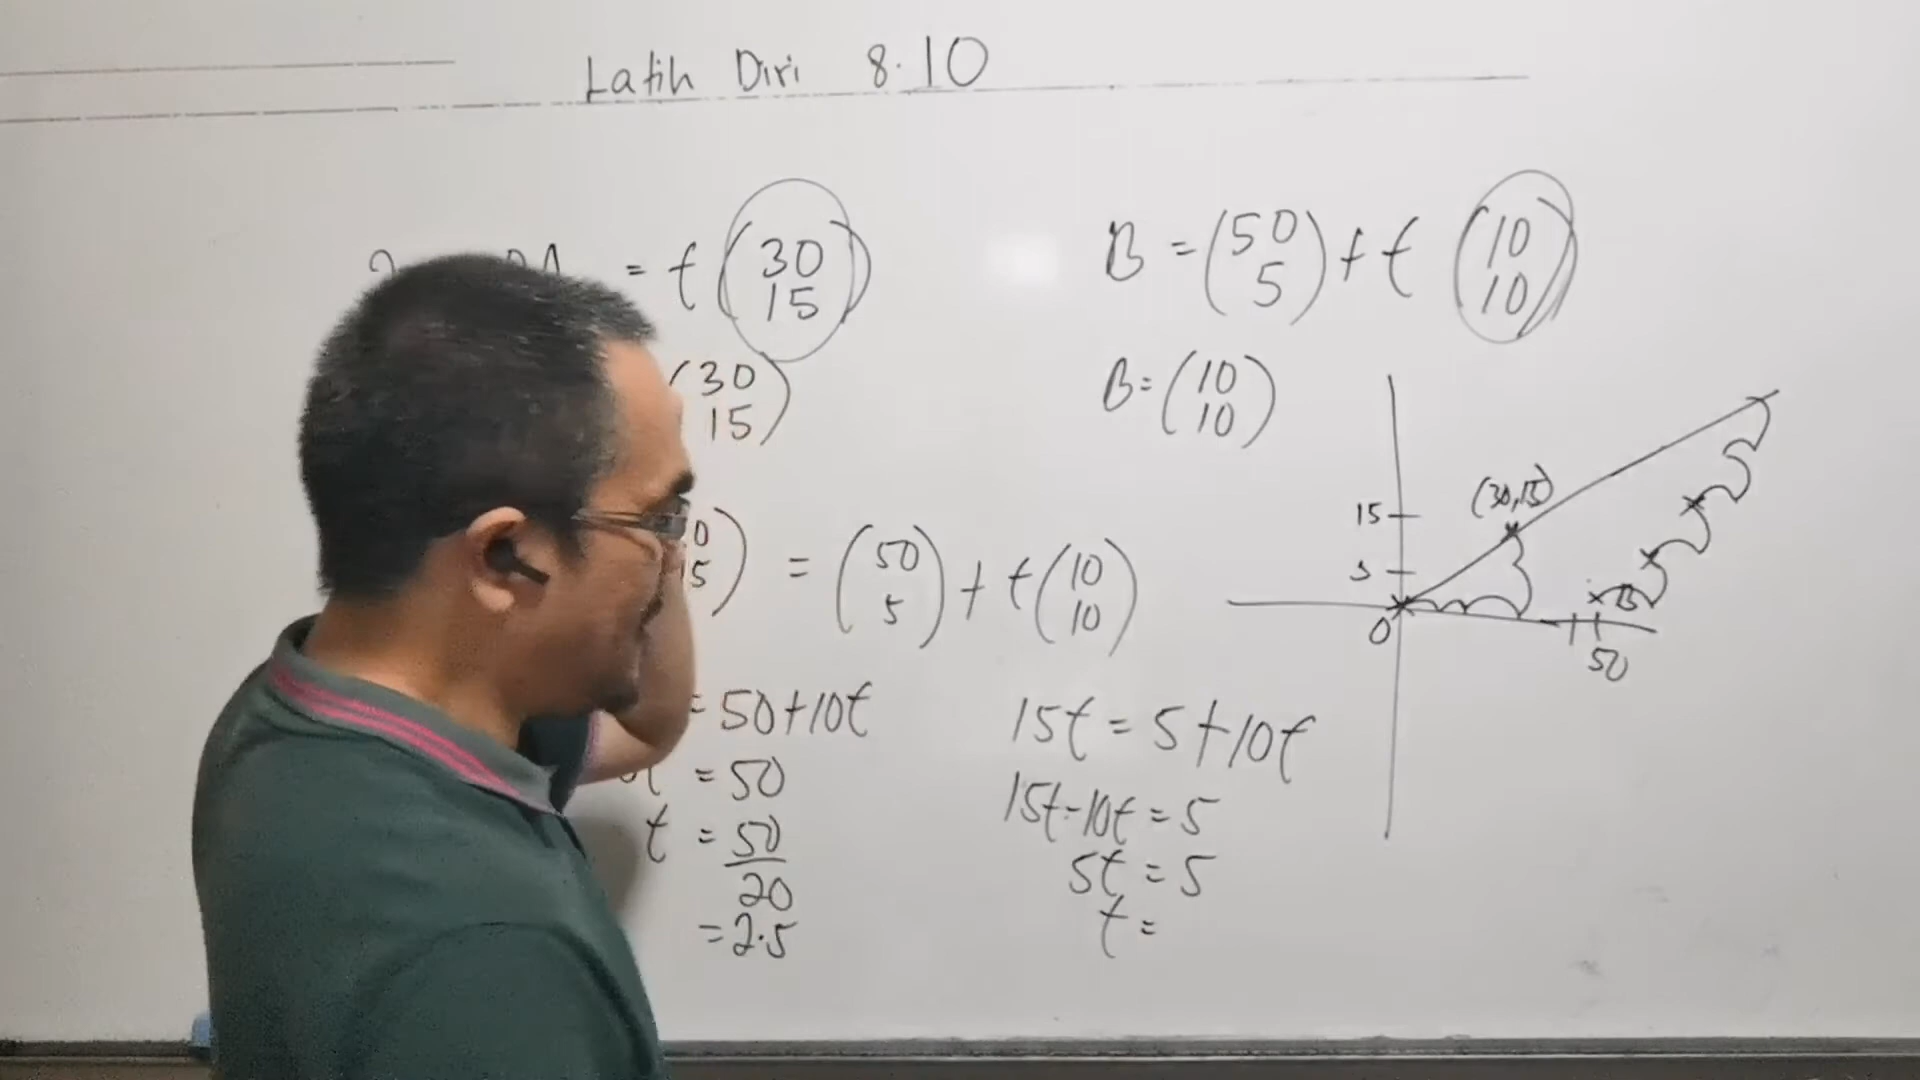 Latih Diri 8.10
= t (30 15)
B = (50 5) + t (10 10)
(30 15)
B = (10 10)
= (50 5) + t (10 10)
(30,15)
15
5
B
0
50
= 50+10t
= 50
t = 50/20
= 2.5
15t = 5+10t
15t-10t = 5
5t = 5
t =